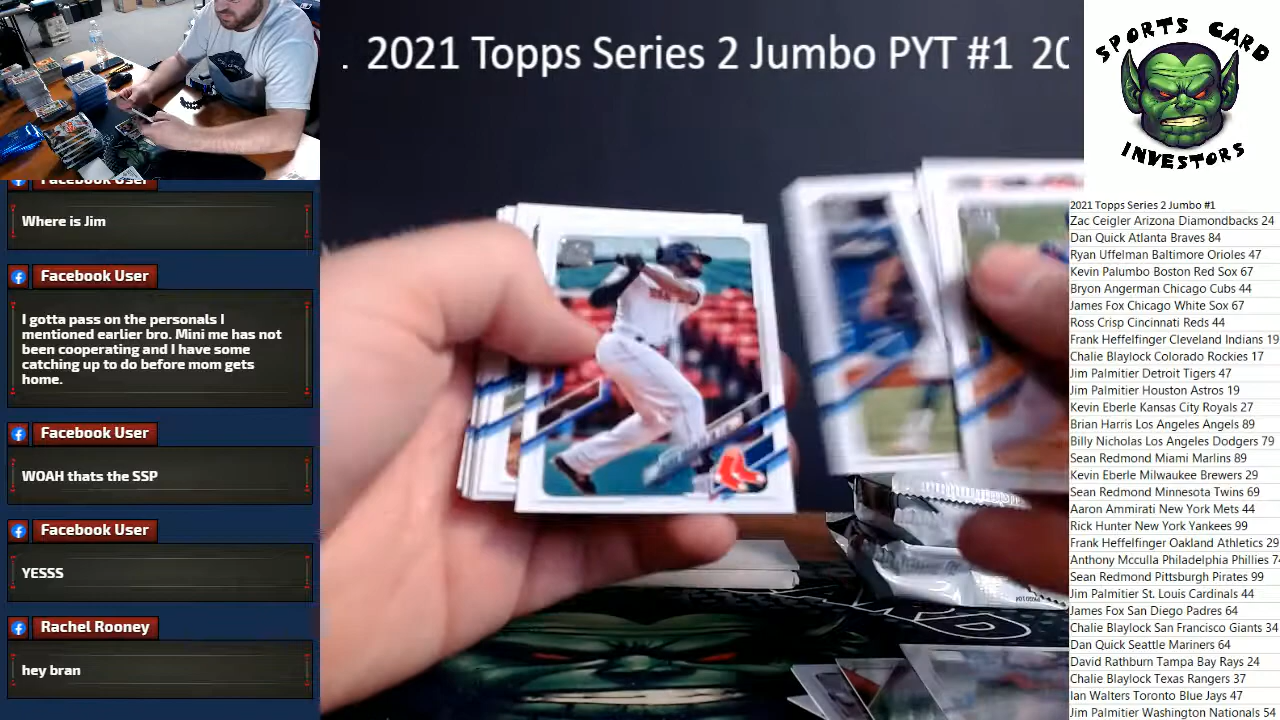 . 2021 Topps Series 2 Jumbo PYT #1 20
SPORTS CARD
INVESTORS
Facebook User
Where is Jim
Facebook User
I gotta pass on the personals I
mentioned earlier bro. Mini me has not
been cooperating and I have some
catching up to do before mom gets
home.
Facebook User
WOAH thats the SSP
Facebook User
YESSS
Rachel Rooney
hey bran
2021 Topps Series 2 Jumbo #1
Zac Ceigler Arizona Diamondbacks 24
Dan Quick Atlanta Braves 84
Ryan Uffelman Baltimore Orioles 47
Kevin Palumbo Boston Red Sox 67
Bryon Angerman Chicago Cubs 44
James Fox Chicago White Sox 67
Ross Crisp Cincinnati Reds 44
Frank Heffelfinger Cleveland Indians 19
Chalie Blaylock Colorado Rockies 17
Jim Palmitier Detroit Tigers 47
Jim Palmitier Houston Astros 19
Kevin Eberle Kansas City Royals 27
Brian Harris Los Angeles Angels 89
Billy Nicholas Los Angeles Dodgers 79
Sean Redmond Miami Marlins 89
Kevin Eberle Milwaukee Brewers 29
Sean Redmond Minnesota Twins 69
Aaron Ammirati New York Mets 44
Rick Hunter New York Yankees 99
Frank Heffelfinger Oakland Athletics 29
Anthony Mcculla Philadelphia Phillies 74
Sean Redmond Pittsburgh Pirates 99
Jim Palmitier St. Louis Cardinals 44
James Fox San Diego Padres 64
Chalie Blaylock San Francisco Giants 34
Dan Quick Seattle Mariners 64
David Rathburn Tampa Bay Rays 24
Chalie Blaylock Texas Rangers 37
Ian Walters Toronto Blue Jays 47
Jim Palmitier Washington Nationals 54